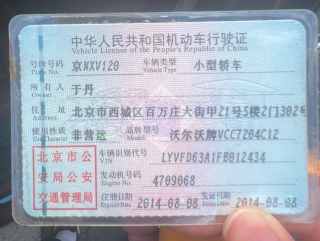 中华人民共和国机动车行驶证
Vehicle License of the People's Republic of China
号牌号码 京NXV120 车辆类型 小型轿车
Plate No. Vehicle Type
所有人 于丹
Owner
住址 北京市西城区百万庄大街甲21号5楼2门302号
Address
使用性质 非营运 品牌型号 沃尔沃牌VCC7204C12
Use Character Model
北京市公安局公安交通管理局
车辆识别代号 LYVFD63A1FB012434
VIN
发动机号码 4709068
Engine No.
注册日期 2014-08-08 发证日期 2014-08-08
Register Date Issue Date